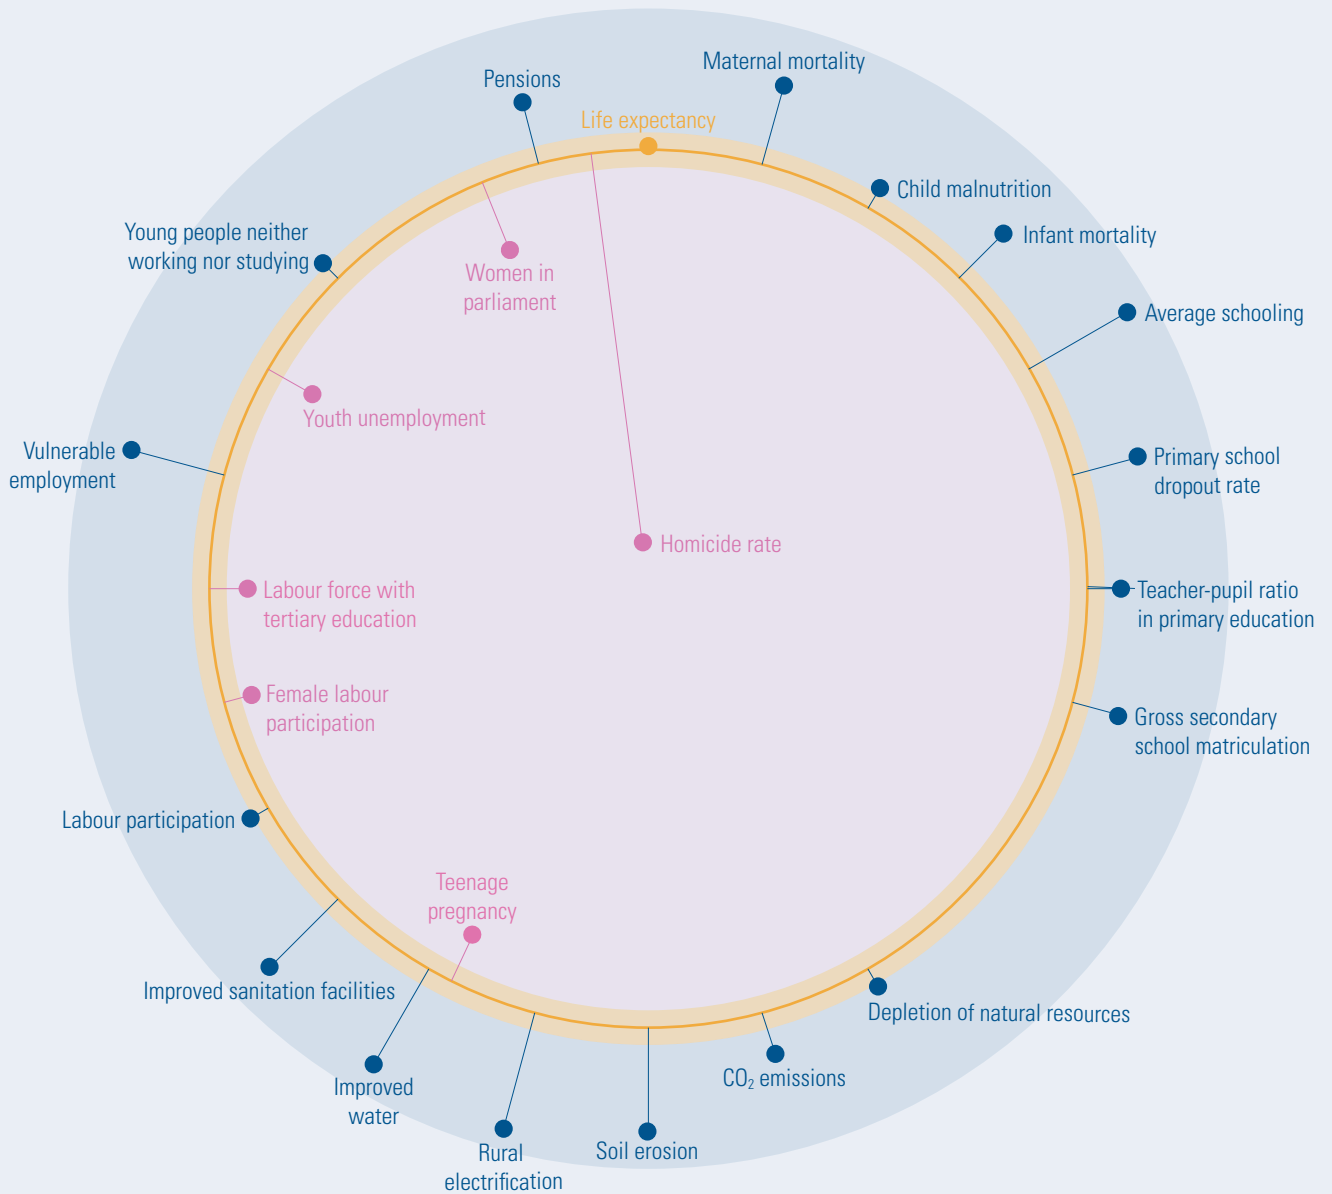 Maternal mortality
Pensions
Life expectancy
Child malnutrition
Young people neither
working nor studying
Infant mortality
Women in
parliament
Average schooling
Youth unemployment
Vulnerable
employment
Primary school
dropout rate
Homicide rate
Labour force with
tertiary education
Teacher-pupil ratio
in primary education
Female labour
participation
Gross secondary
school matriculation
Labour participation
Teenage
pregnancy
Improved sanitation facilities
Depletion of natural resources
CO₂ emissions
Improved
water
Rural
electrification
Soil erosion